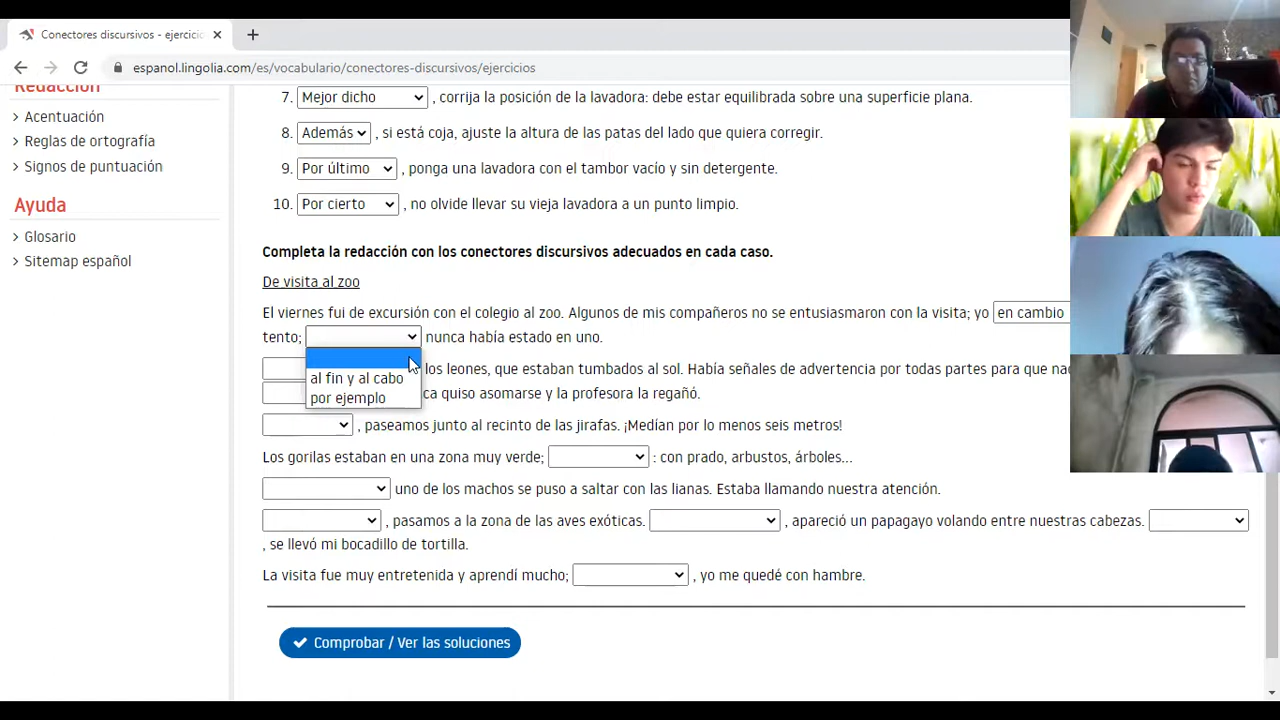 Conectores discursivos - ejercici
espanol.lingolia.com/es/vocabulario/conectores-discursivos/ejercicios
Redacción
Acentuación
Reglas de ortografía
Signos de puntuación
Ayuda
Glosario
Sitemap español
7. Mejor dicho , corrija la posición de la lavadora: debe estar equilibrada sobre una superficie plana.
8. Además , si está coja, ajuste la altura de las patas del lado que quiera corregir.
9. Por último , ponga una lavadora con el tambor vacío y sin detergente.
10. Por cierto , no olvide llevar su vieja lavadora a un punto limpio.
Completa la redacción con los conectores discursivos adecuados en cada caso.
De visita al zoo
El viernes fui de excursión con el colegio al zoo. Algunos de mis compañeros no se entusiasmaron con la visita; yo en cambio
tento; nunca había estado en uno.
al fin y al cabo
por ejemplo
los leones, que estaban tumbados al sol. Había señales de advertencia por todas partes para que nad
ca quiso asomarse y la profesora la regañó.
, paseamos junto al recinto de las jirafas. ¡Medían por lo menos seis metros!
Los gorilas estaban en una zona muy verde; : con prado, arbustos, árboles...
uno de los machos se puso a saltar con las lianas. Estaba llamando nuestra atención.
, pasamos a la zona de las aves exóticas. , apareció un papagayo volando entre nuestras cabezas.
, se llevó mi bocadillo de tortilla.
La visita fue muy entretenida y aprendí mucho; , yo me quedé con hambre.
Comprobar / Ver las soluciones